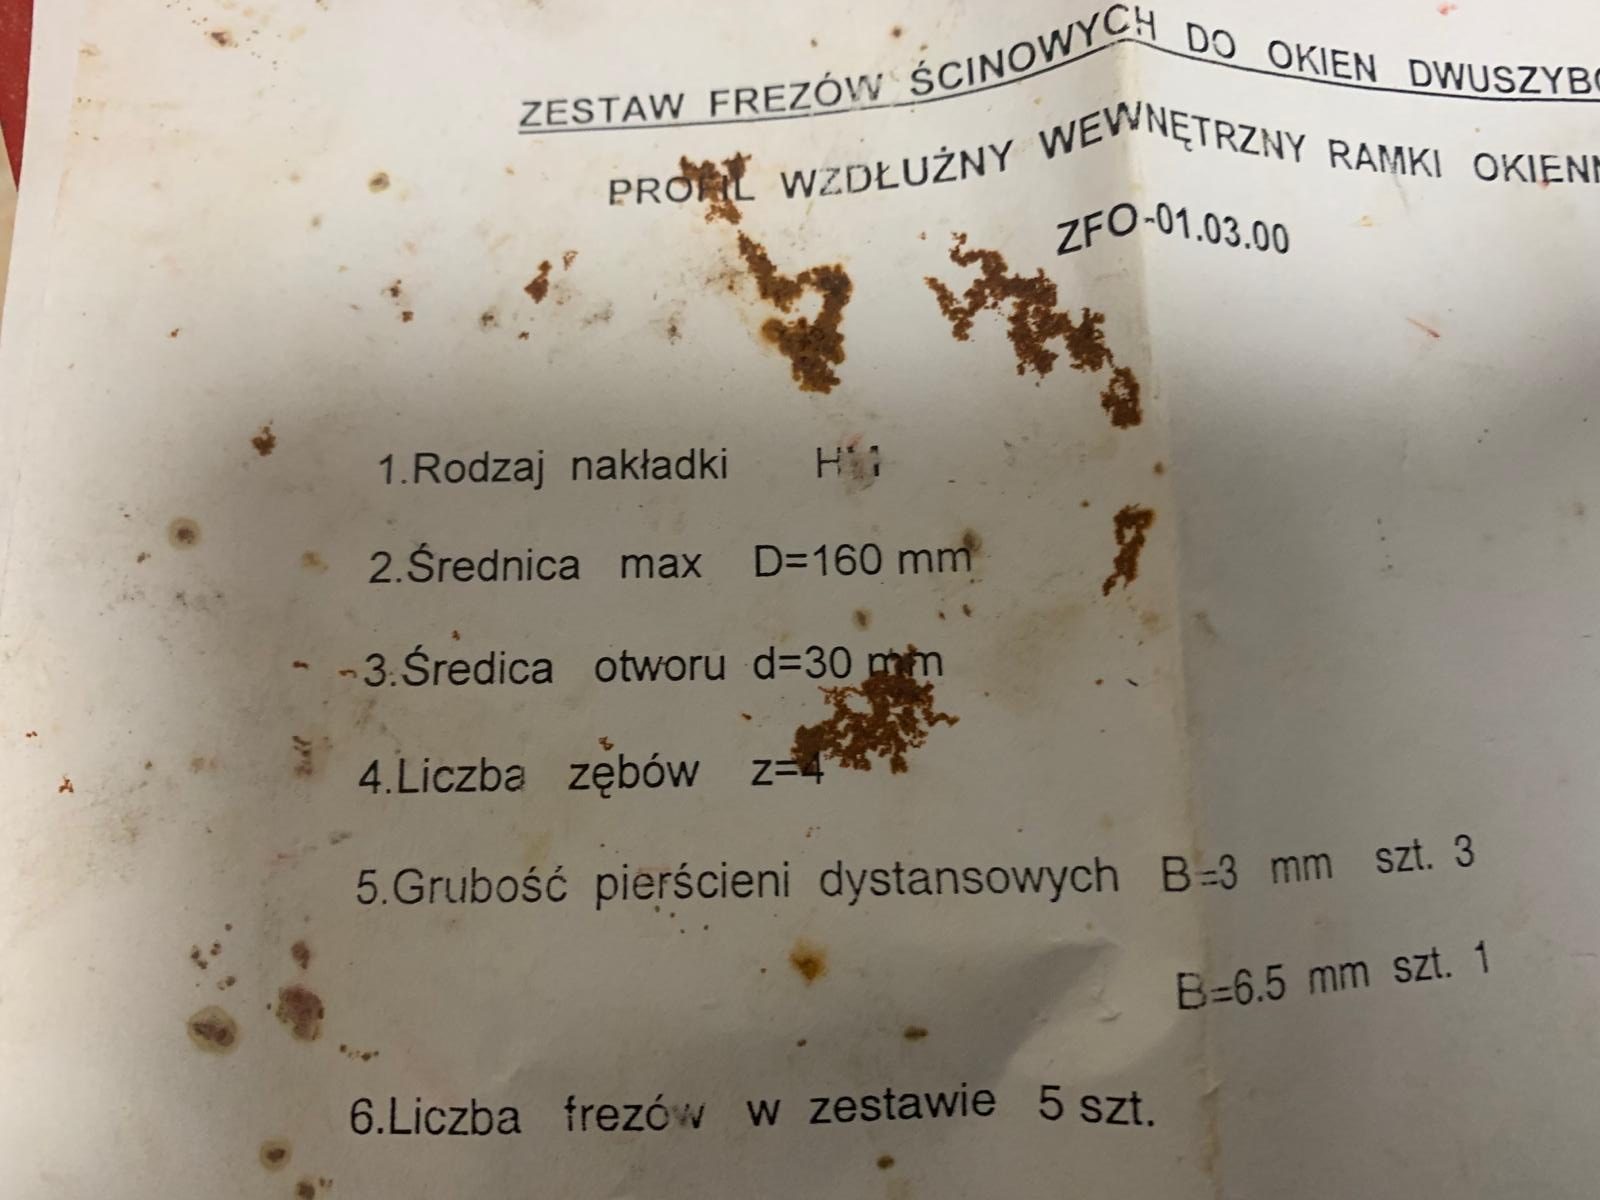 ZESTAW FREZÓW ŚCINOWYCH DO OKIEN DWUSZYBO
PROFIL WZDŁUŻNY WEWNĘTRZNY RAMKI OKIENN
ZFO-01.03.00
1.Rodzaj nakładki
2.Średnica max D=160 mm
3.Średica otworu d=30 mm
4.Liczba zębów z=4
5.Grubość pierścieni dystansowych B=3 mm szt. 3
B=6.5 mm szt. 1
6.Liczba frezów w zestawie 5 szt.